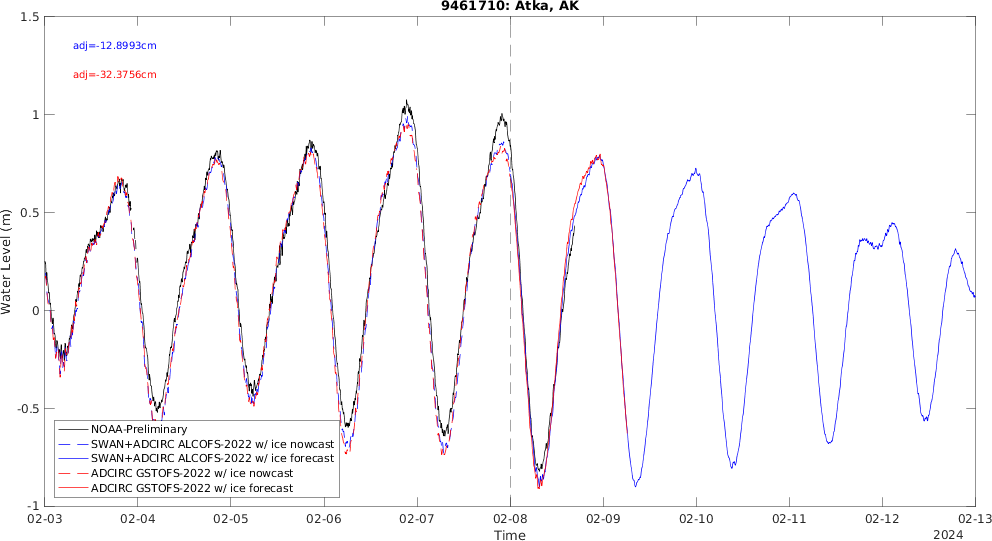 9461710: Atka, AK
1.5
adj=-12.8993cm
adj=-32.3756cm
1
0.5
0
-0.5
-1
Water Level (m)
NOAA-Preliminary
SWAN+ADCIRC ALCOFS-2022 w/ ice nowcast
SWAN+ADCIRC ALCOFS-2022 w/ ice forecast
ADCIRC GSTOFS-2022 w/ ice nowcast
ADCIRC GSTOFS-2022 w/ ice forecast
02-03 02-04 02-05 02-06 02-07 02-08 02-09 02-10 02-11 02-12 02-13
Time
2024